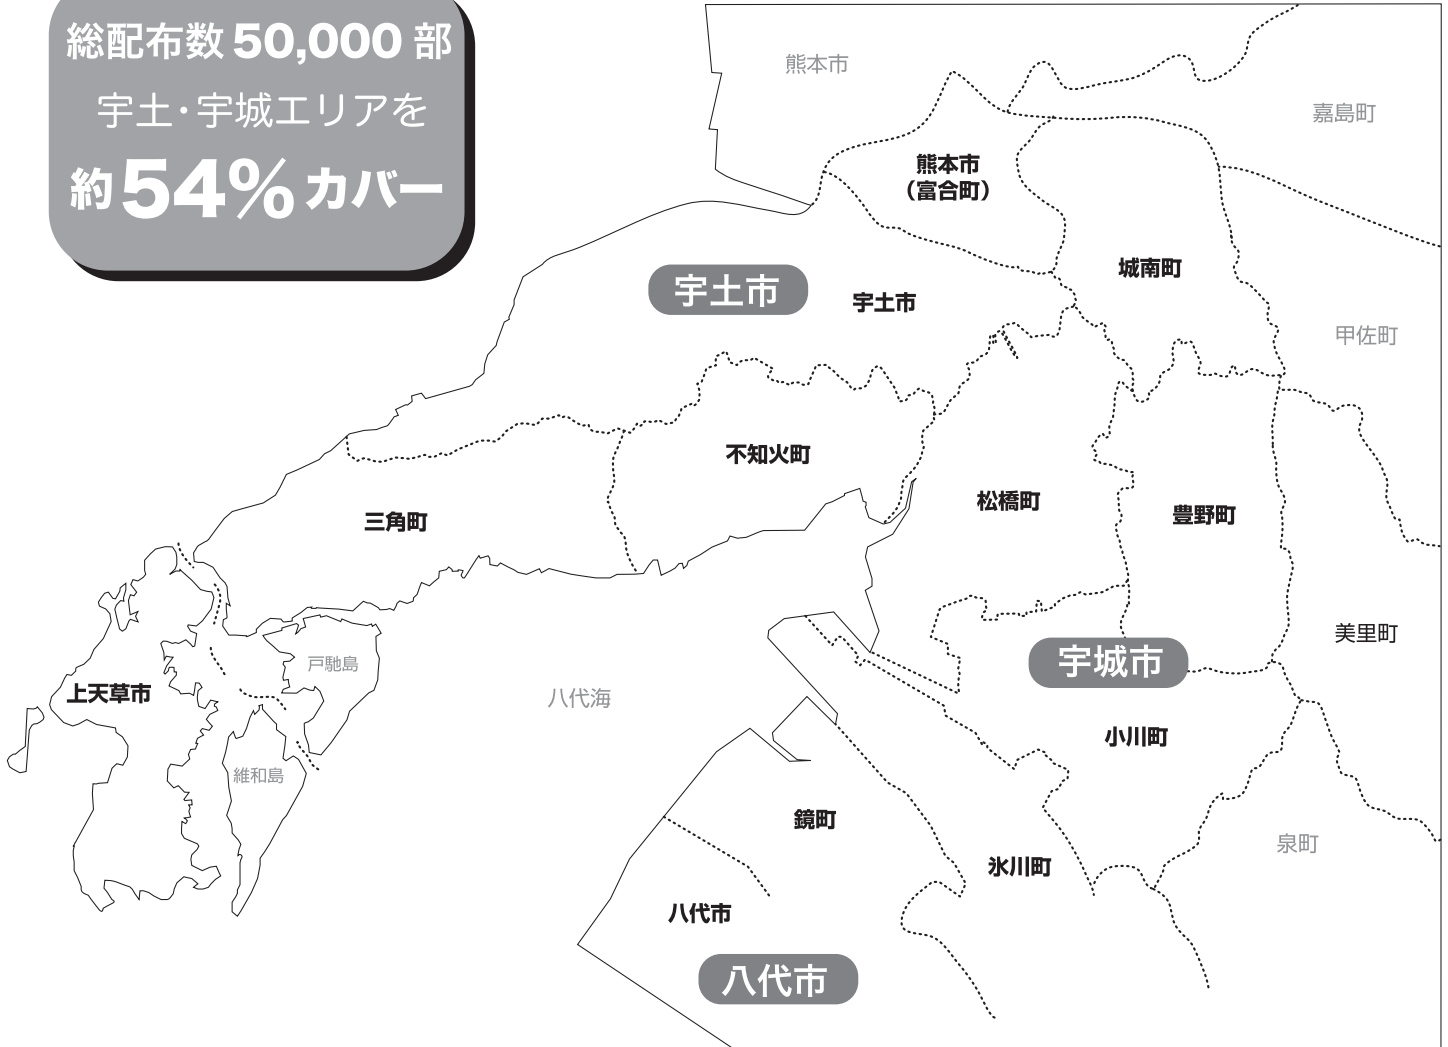 総配布数 50,000 部
宇土・宇城エリアを
約54%カバー
熊本市
嘉島町
熊本市
（富合町）
城南町
宇土市
宇土市
甲佐町
不知火町
松橋町
豊野町
三角町
美里町
戸馳島
宇城市
上天草市
八代海
小川町
維和島
鏡町
泉町
氷川町
八代市
八代市